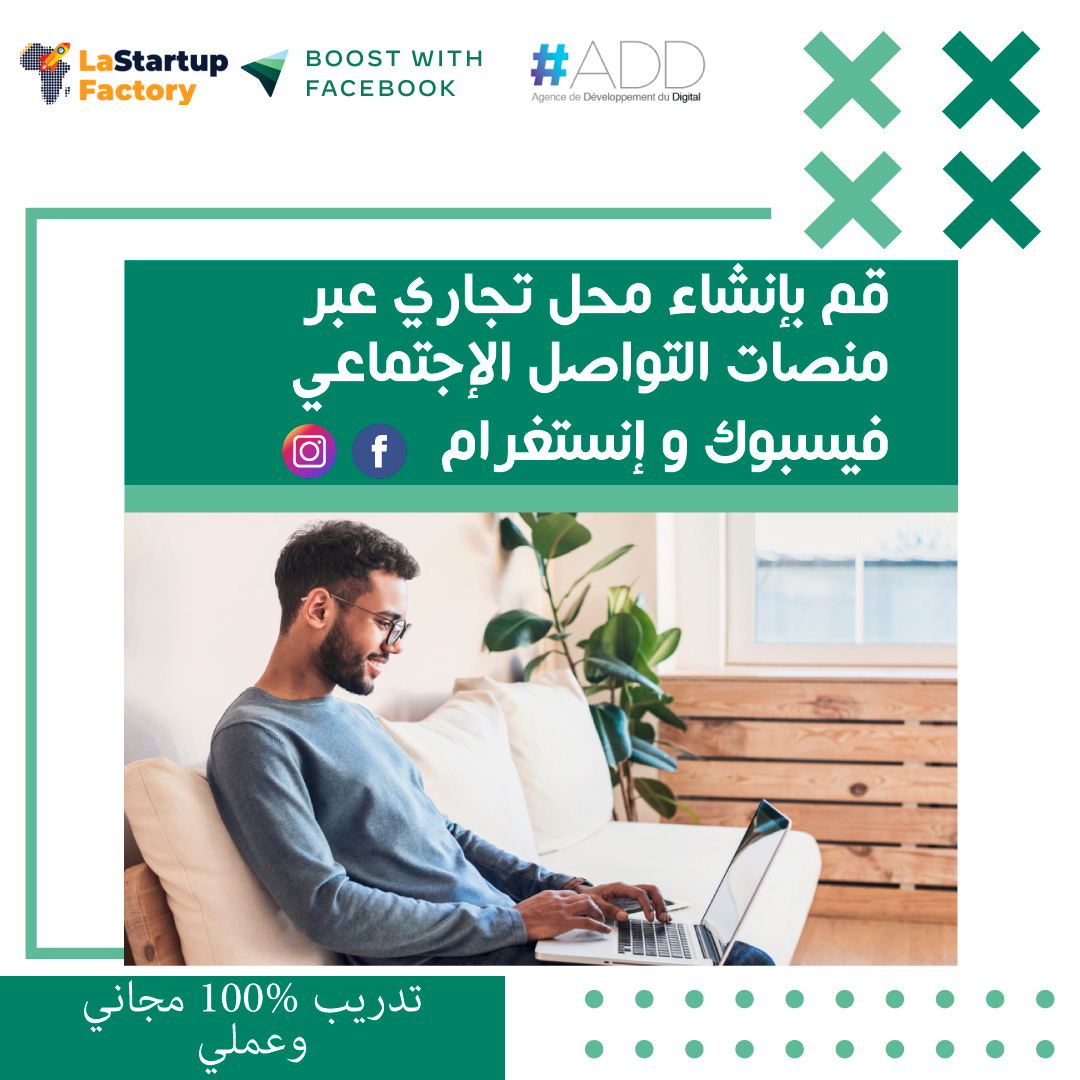 LaStartup
Factory
BOOST WITH
FACEBOOK
#ADD
Agence de Développement du Digital
قم بإنشاء محل تجاري عبر
منصات التواصل الإجتماعي
فيسبوك و إنستغرام
تدريب %100 مجاني
وعملي